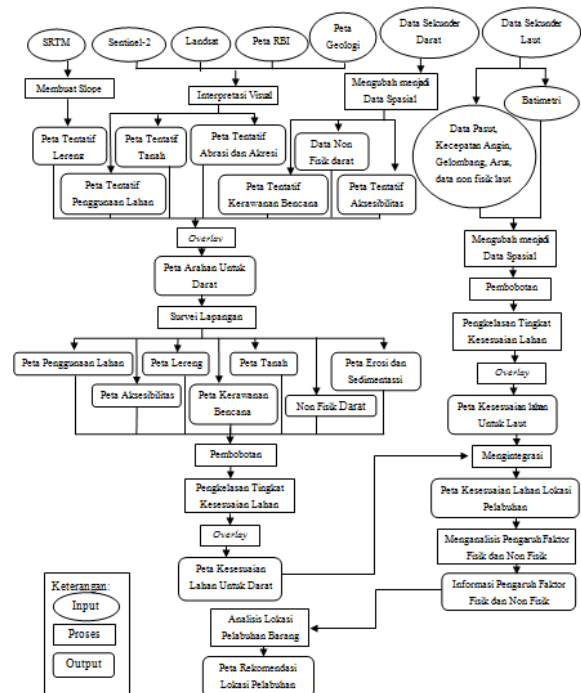 SRTM
Sentinel-2
Landsat
Peta RBI
Peta
Geologi
Data Sekunder
Darat
Data Sekunder
Laut
Membuat Slope
Interpretasi Visual
Mengubah menjadi
Data Spasial
Batimetri
Peta Tentatif
Lereng
Peta Tentatif
Tanah
Peta Tentatif
Abrasi dan Akresi
Data Non
Fisik darat
Data Pasut,
Kecepatan Angin,
Gelombang, Arus,
data non fisik laut
Peta Tentatif
Penggunaan Lahan
Peta Tentatif
Kerawanan Bencana
Peta Tentatif
Aksesibilitas
Overlay
Mengubah menjadi
Data Spasial
Peta Arahan Untuk
Darat
Pembobotan
Survei Lapangan
Pengkelasan Tingkat
Kesesuaian Lahan
Peta Penggunaan Lahan
Peta Lereng
Peta Tanah
Peta Erosi dan
Sedimentassi
Overlay
Peta Aksesibilitas
Peta Kerawanan
Bencana
Non Fisik Darat
Peta Kesesuaian lahan
Untuk Laut
Pembobotan
Mengintegrasi
Pengkelasan Tingkat
Kesesuaian Lahan
Peta Kesesuaian Lahan Lokasi
Pelabuhan
Overlay
Menganalisis Pengaruh Faktor
Fisik dan Non Fisik
Peta Kesesuaian
Lahan Untuk Darat
Informasi Pengaruh Faktor
Fisik dan Non Fisik
Keterangan:
Input
Proses
Output
Analisis Lokasi
Pelabuhan Barang
Peta Rekomendasi
Lokasi Pelabuhan